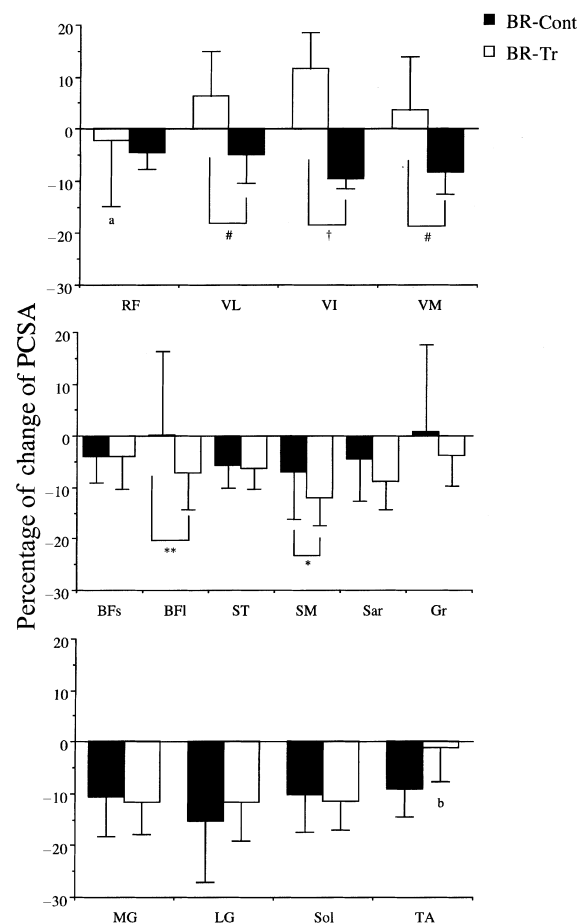 BR-Cont
BR-Tr
Percentage of change of PCSA
20
10
0
−10
−20
−30
a
#
†
#
RF VL VI VM
20
10
0
−10
−20
−30
**
*
BFs BFl ST SM Sar Gr
20
10
0
−10
−20
−30
b
MG LG Sol TA